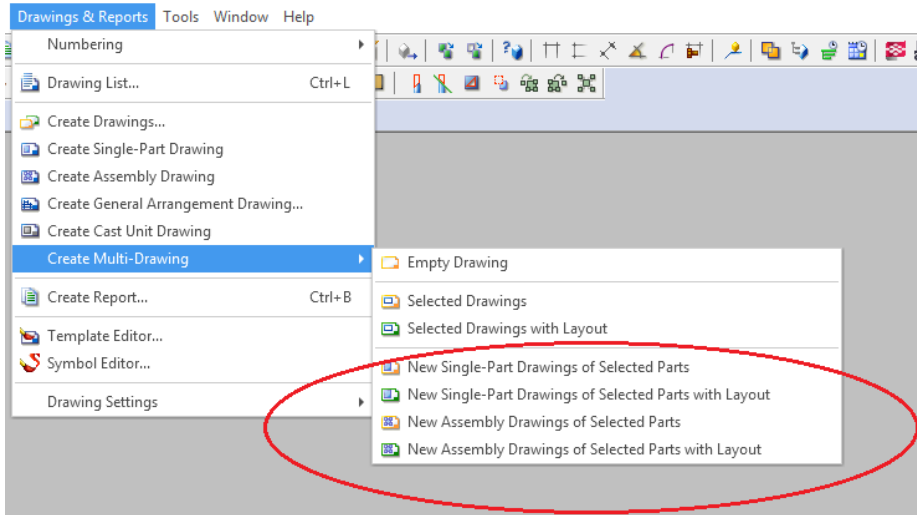 Drawings & Reports Tools Window Help
Numbering
Drawing List... Ctrl+L
Create Drawings...
Create Single-Part Drawing
Create Assembly Drawing
Create General Arrangement Drawing...
Create Cast Unit Drawing
Create Multi-Drawing
Empty Drawing
Create Report... Ctrl+B
Selected Drawings
Selected Drawings with Layout
Template Editor...
Symbol Editor...
New Single-Part Drawings of Selected Parts
New Single-Part Drawings of Selected Parts with Layout
Drawing Settings
New Assembly Drawings of Selected Parts
New Assembly Drawings of Selected Parts with Layout